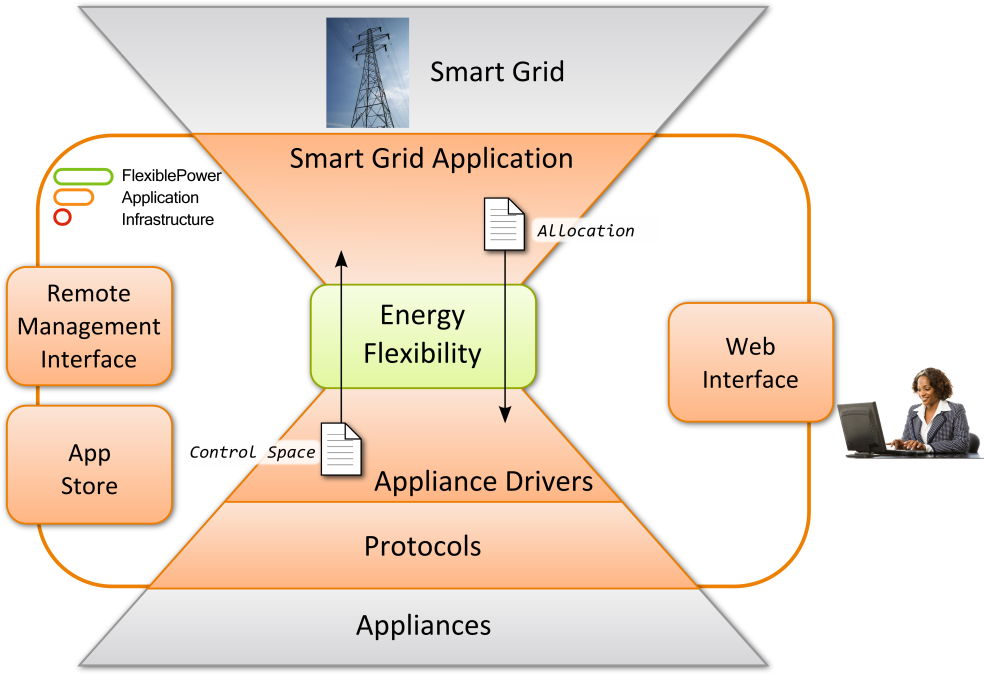 Smart Grid
Smart Grid Application
FlexiblePower
Application
Infrastructure
Allocation
Remote
Management
Interface
Energy
Flexibility
Web
Interface
App
Store
Control Space
Appliance Drivers
Protocols
Appliances